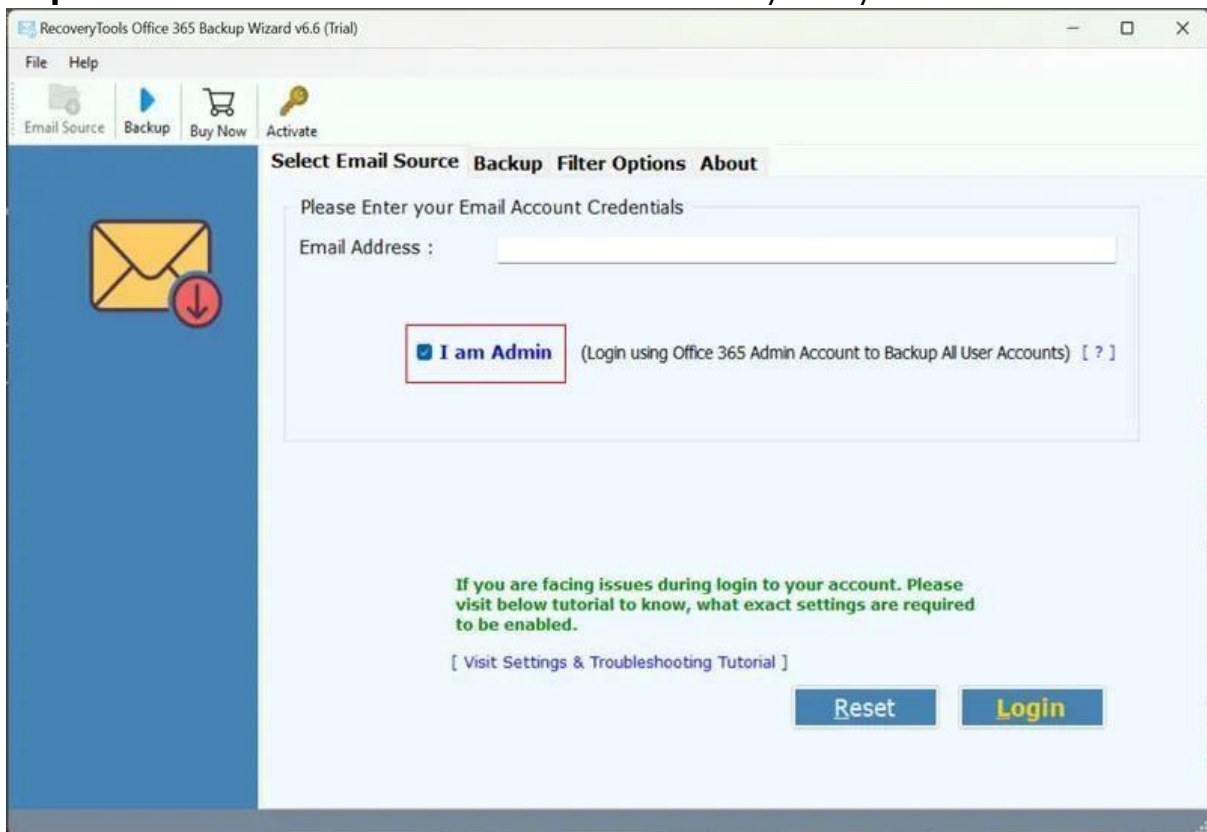 RecoveryTools Office 365 Backup Wizard v6.6 (Trial)
File Help
Email Source Backup Buy Now Activate
Select Email Source Backup Filter Options About
Please Enter your Email Account Credentials
Email Address :
I am Admin (Login using Office 365 Admin Account to Backup All User Accounts) [ ? ]
If you are facing issues during login to your account. Please
visit below tutorial to know, what exact settings are required
to be enabled.
[ Visit Settings & Troubleshooting Tutorial ]
Reset Login